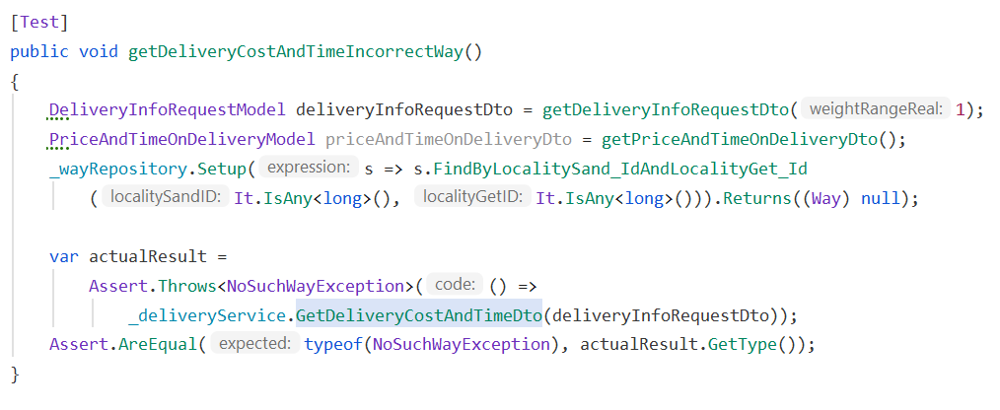 [Test]
public void getDeliveryCostAndTimeIncorrectWay()
{
DeliveryInfoRequestModel deliveryInfoRequestDto = getDeliveryInfoRequestDto( weightRangeReal: 1);
PriceAndTimeOnDeliveryModel priceAndTimeOnDeliveryDto = getPriceAndTimeOnDeliveryDto();
_wayRepository.Setup( expression: s => s.FindByLocalitySand_IdAndLocalityGet_Id
( localitySandID: It.IsAny<long>(), localityGetID: It.IsAny<long>())).Returns((Way) null);
var actualResult =
Assert.Throws<NoSuchWayException>( code: () =>
_deliveryService.GetDeliveryCostAndTimeDto(deliveryInfoRequestDto));
Assert.AreEqual( expected: typeof(NoSuchWayException), actualResult.GetType());
}